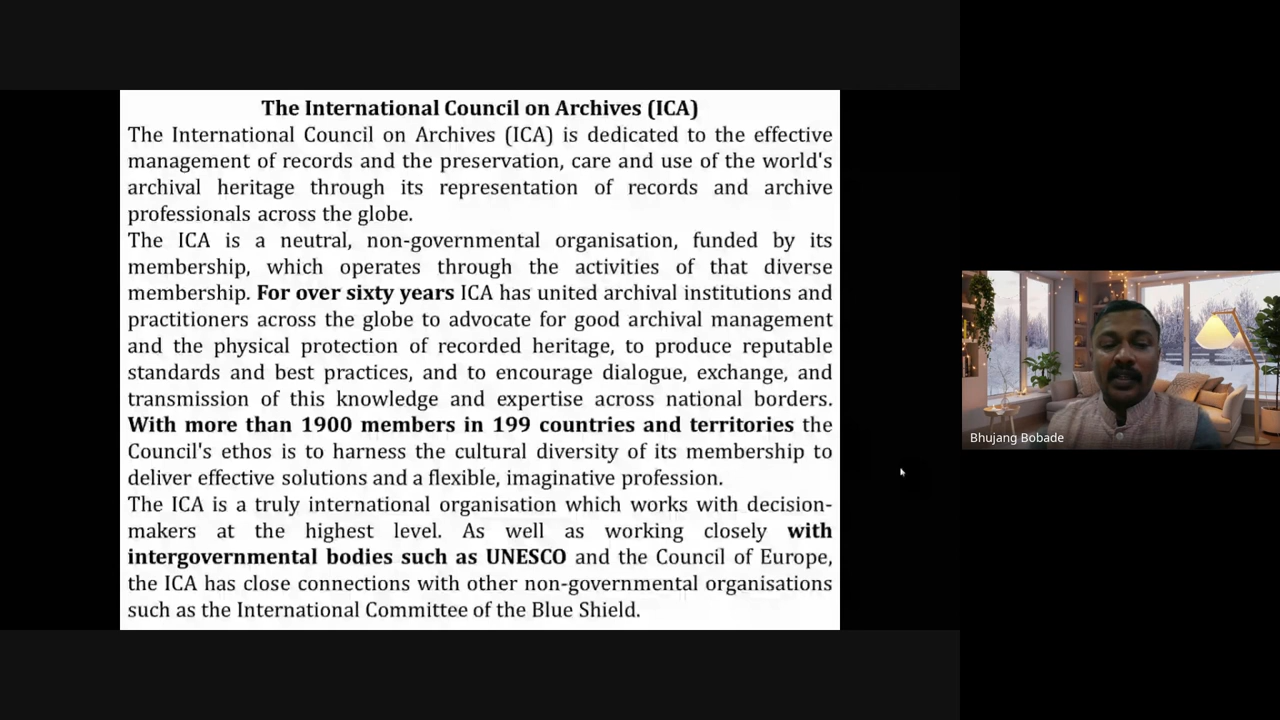 The International Council on Archives (ICA)
The International Council on Archives (ICA) is dedicated to the effective
management of records and the preservation, care and use of the world's
archival heritage through its representation of records and archive
professionals across the globe.
The ICA is a neutral, non-governmental organisation, funded by its
membership, which operates through the activities of that diverse
membership. For over sixty years ICA has united archival institutions and
practitioners across the globe to advocate for good archival management
and the physical protection of recorded heritage, to produce reputable
standards and best practices, and to encourage dialogue, exchange, and
transmission of this knowledge and expertise across national borders.
With more than 1900 members in 199 countries and territories the
Council's ethos is to harness the cultural diversity of its membership to
deliver effective solutions and a flexible, imaginative profession.
The ICA is a truly international organisation which works with decision-
makers at the highest level. As well as working closely with
intergovernmental bodies such as UNESCO and the Council of Europe,
the ICA has close connections with other non-governmental organisations
such as the International Committee of the Blue Shield.
Bhujang Bobade